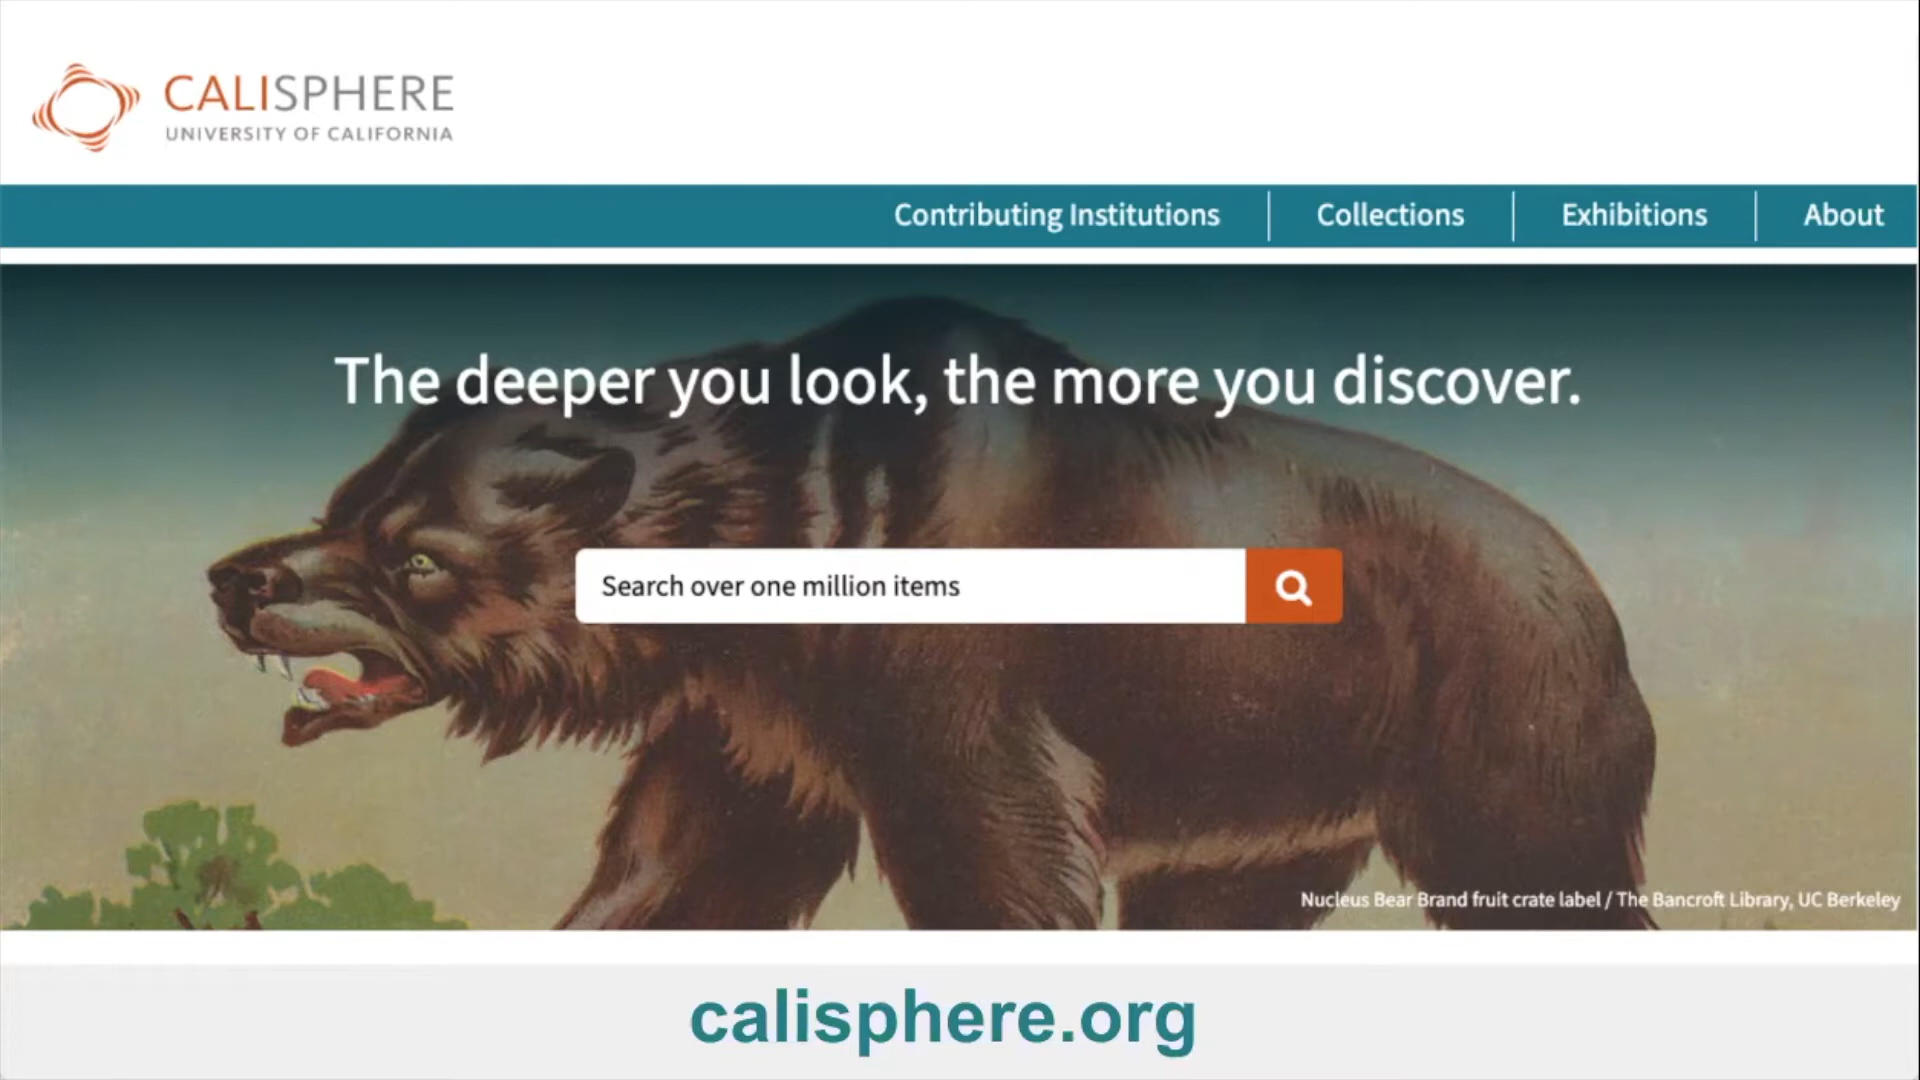 CALISPHERE
UNIVERSITY OF CALIFORNIA
Contributing Institutions
Collections
Exhibitions
About
The deeper you look, the more you discover.
Search over one million items
Nucleus Bear Brand fruit crate label / The Bancroft Library, UC Berkeley
calisphere.org